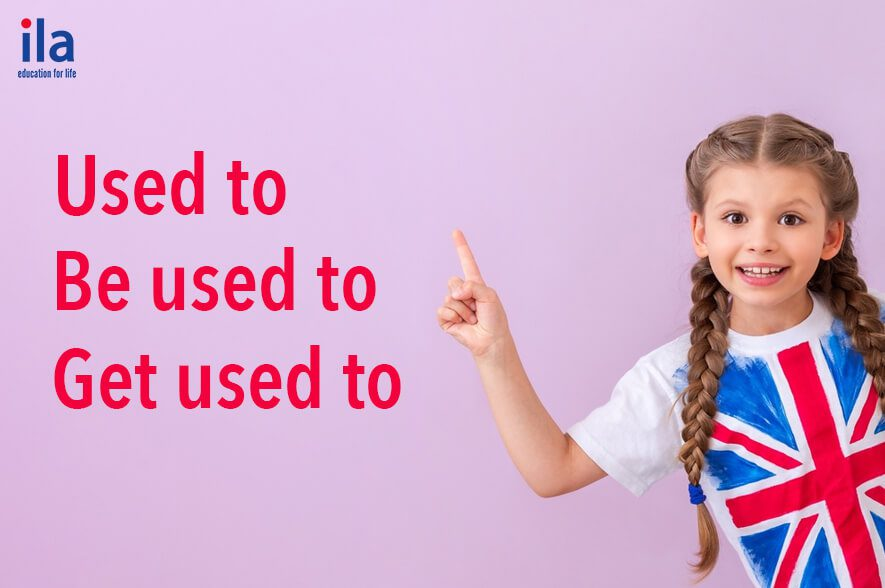 ila
education for life
Used to
Be used to
Get used to